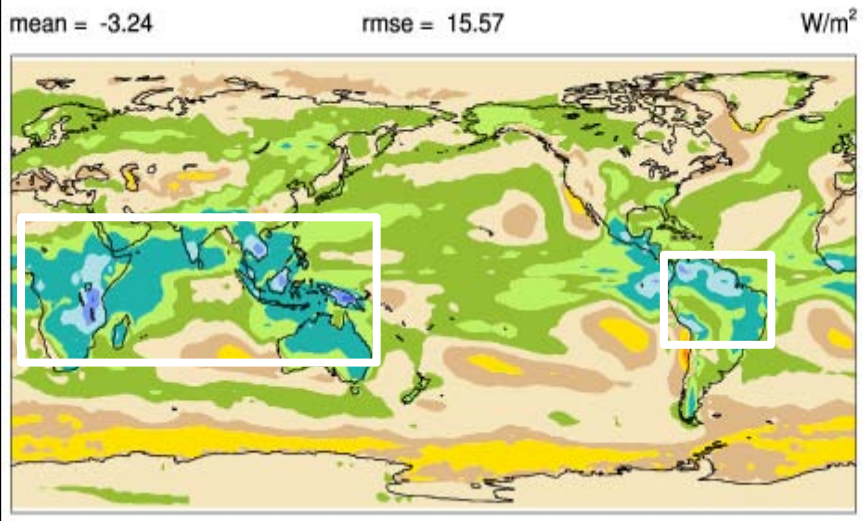 mean = -3.24 rmse = 15.57 W/m²